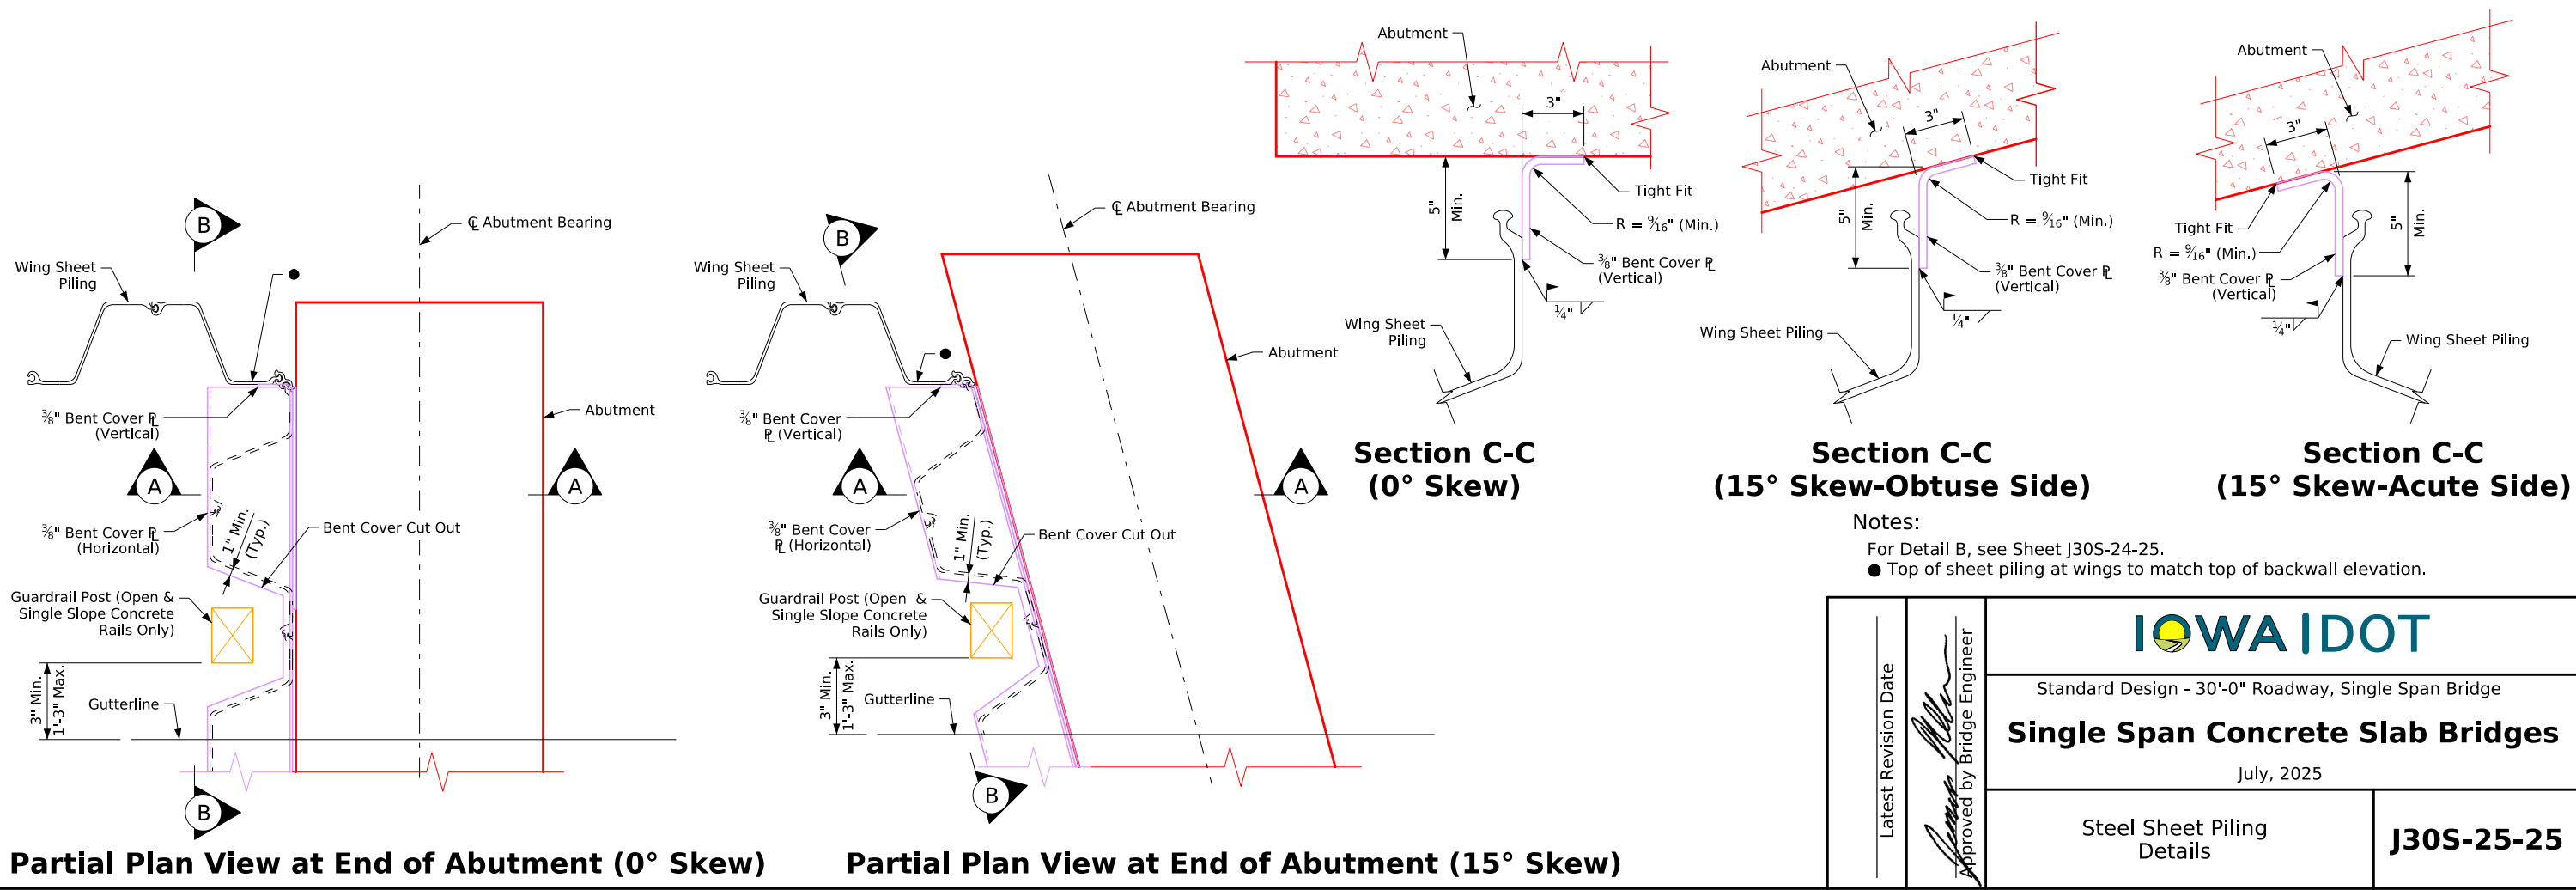 B
℄ Abutment Bearing
Wing Sheet
Piling
●
⅜" Bent Cover ℄
(Vertical)
Abutment
A
A
⅜" Bent Cover ℄
(Horizontal)
1" Min.
(Typ.)
Bent Cover Cut Out
Guardrail Post (Open &
Single Slope Concrete
Rails Only)
3" Min.
1'-3" Max.
Gutterline
B
Partial Plan View at End of Abutment (0° Skew)
B
℄ Abutment Bearing
Wing Sheet
Piling
●
Abutment
⅜" Bent Cover
℄ (Vertical)
A
A
⅜" Bent Cover
℄ (Horizontal)
1" Min.
(Typ.)
Bent Cover Cut Out
Guardrail Post (Open &
Single Slope Concrete
Rails Only)
3" Min.
1'-3" Max.
Gutterline
B
Partial Plan View at End of Abutment (15° Skew)
Abutment
3"
5"
Min.
Tight Fit
R = 9⁄16" (Min.)
⅜" Bent Cover ℄
(Vertical)
¼"
Wing Sheet
Piling
Section C-C
(0° Skew)
Abutment
3"
5"
Min.
Tight Fit
R = 9⁄16" (Min.)
⅜" Bent Cover ℄
(Vertical)
¼"
Wing Sheet Piling
Section C-C
(15° Skew-Obtuse Side)
Abutment
3"
5"
Min.
Tight Fit
R = 9⁄16" (Min.)
⅜" Bent Cover ℄
(Vertical)
¼"
Wing Sheet Piling
Section C-C
(15° Skew-Acute Side)
Notes:
For Detail B, see Sheet J30S-24-25.
● Top of sheet piling at wings to match top of backwall elevation.
Latest Revision Date
Approved by Bridge Engineer
IOWA DOT
Standard Design - 30'-0" Roadway, Single Span Bridge
Single Span Concrete Slab Bridges
July, 2025
Steel Sheet Piling
Details
J30S-25-25